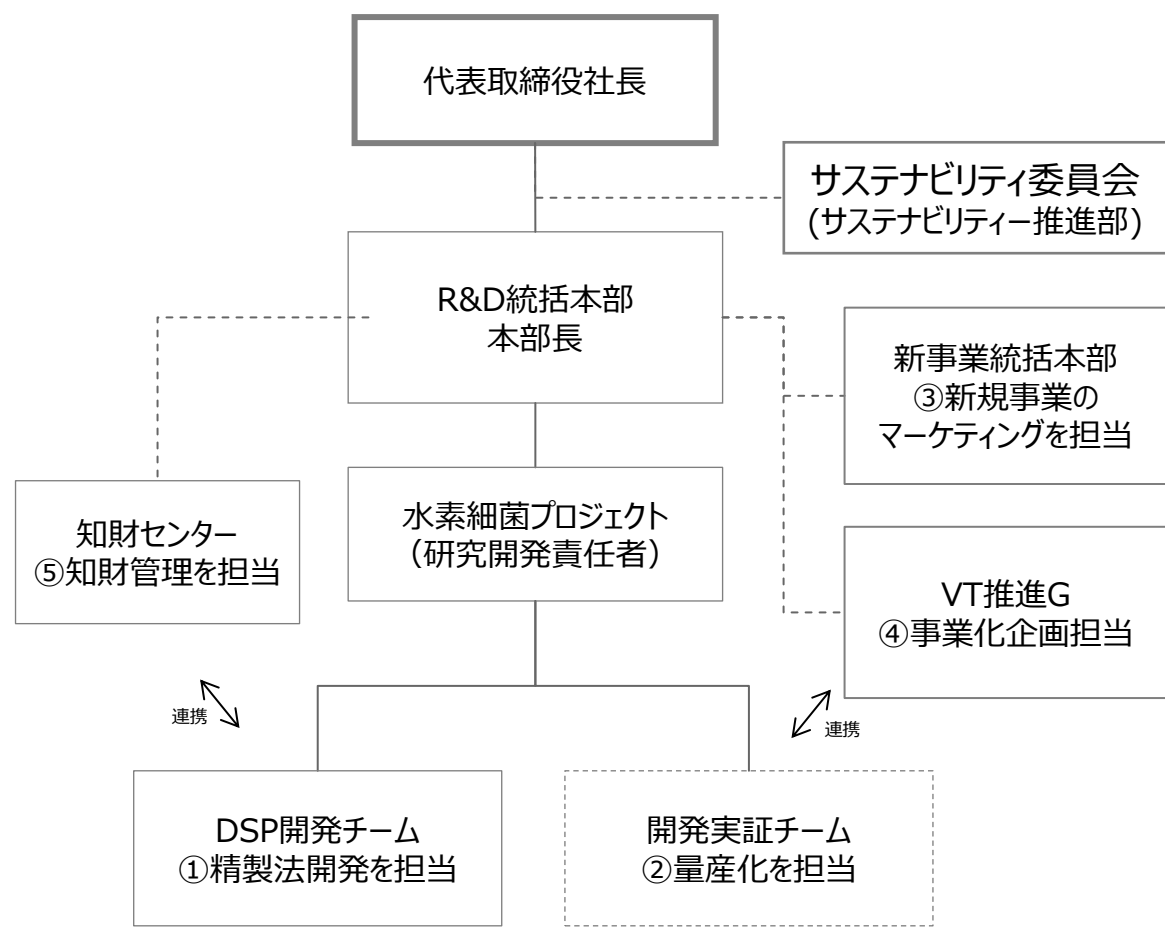 代表取締役社長
サステナビリティ委員会
(サステナビリティー推進部)
R&D統括本部
本部長
新事業統括本部
③新規事業の
マーケティングを担当
知財センター
⑤知財管理を担当
水素細菌プロジェクト
（研究開発責任者）
VT推進G
④事業化企画担当
連携
連携
DSP開発チーム
①精製法開発を担当
開発実証チーム
②量産化を担当